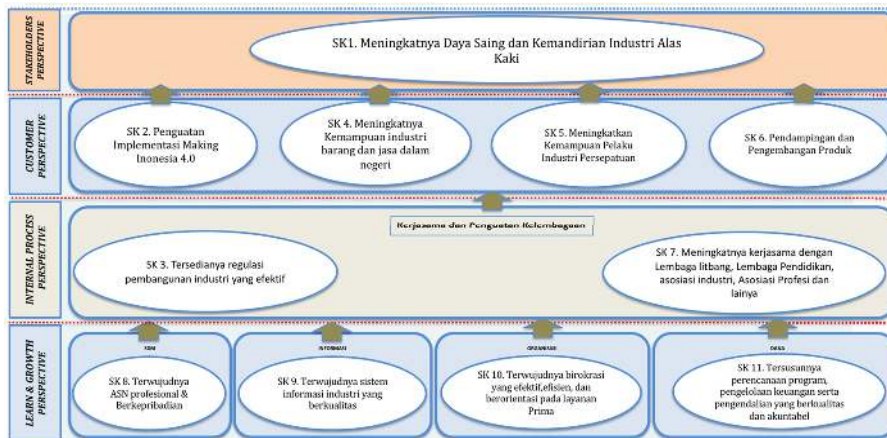 STAKEHOLDERS
PERSPECTIVE
SK1. Meningkatnya Daya Saing dan Kemandirian Industri Alas
Kaki
CUSTOMER
PERSPECTIVE
SK 2. Penguatan
Implementasi Making
Inonesia 4.0
SK 4. Meningkatnya
Kemampuan industri
barang dan jasa dalam
negeri
SK 5. Meningkatkan
Kemampuan Pelaku
Industri Persepatuan
SK 6. Pendampingan dan
Pengembangan Produk
INTERNAL PROCISS
PERSPECTIVE
Kerjasama dan Penguatan Kelembagaan
SK 3. Tersedianya regulasi
pembangunan industri yang efektif
SK 7. Meningkatnya kerjasama dengan
Lembaga litbang, Lembaga Pendidikan,
asosiasi industri, Asosiasi Profesi dan
lainya
LEARN & GROWTH
PERSPECTIVE
SDM
SK 8. Terwujudnya
ASN profesional &
Berkepribadian
INFORMASI
SK 9. Terwujudnya sistem
informasi industri yang
berkualitas
ORGANISASI
SK 10. Terwujudnya birokrasi
yang efektif,efisien, dan
berorientasi pada layanan
Prima
DANA
SK 11. Tersusunnya
perencanaan program,
pengelolaan keuangan serta
pengendalian yang berkualitas
dan akuntabel